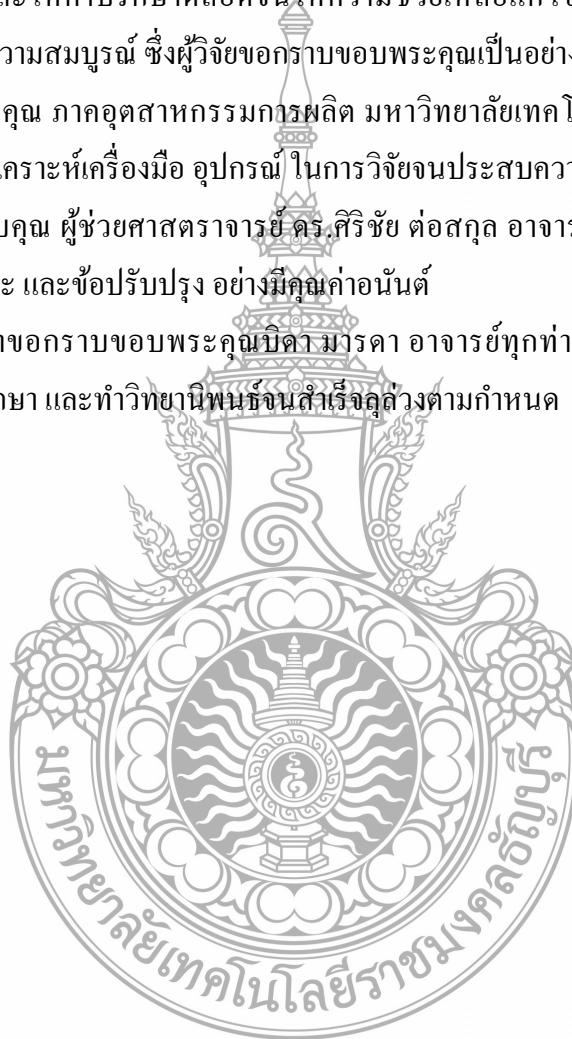 ความสมบูรณ์ ซึ่งผู้วิจัยขอกราบขอบพระคุณเป็นอย่าง
คุณ ภาคอุตสาหกรรมการผลิต มหาวิทยาลัยเทคโ
เคราะห์เครื่องมือ อุปกรณ์ ในการวิจัยจนประสบควา
บคุณ ผู้ช่วยศาสตราจารย์ ดร.ศิริชัย ต่อสกุล อาจาร
ะ และข้อปรับปรุง อย่างมีคุณค่าอนันต์
าขอกราบขอบพระคุณบิดา มารดา อาจารย์ทุกท่า
กษา และทำวิทยานิพนธ์จนสำเร็จลุล่วงตามกำหนด
มหาวิทยาลัยเทคโนโลยีราชมงคลธัญบุรี